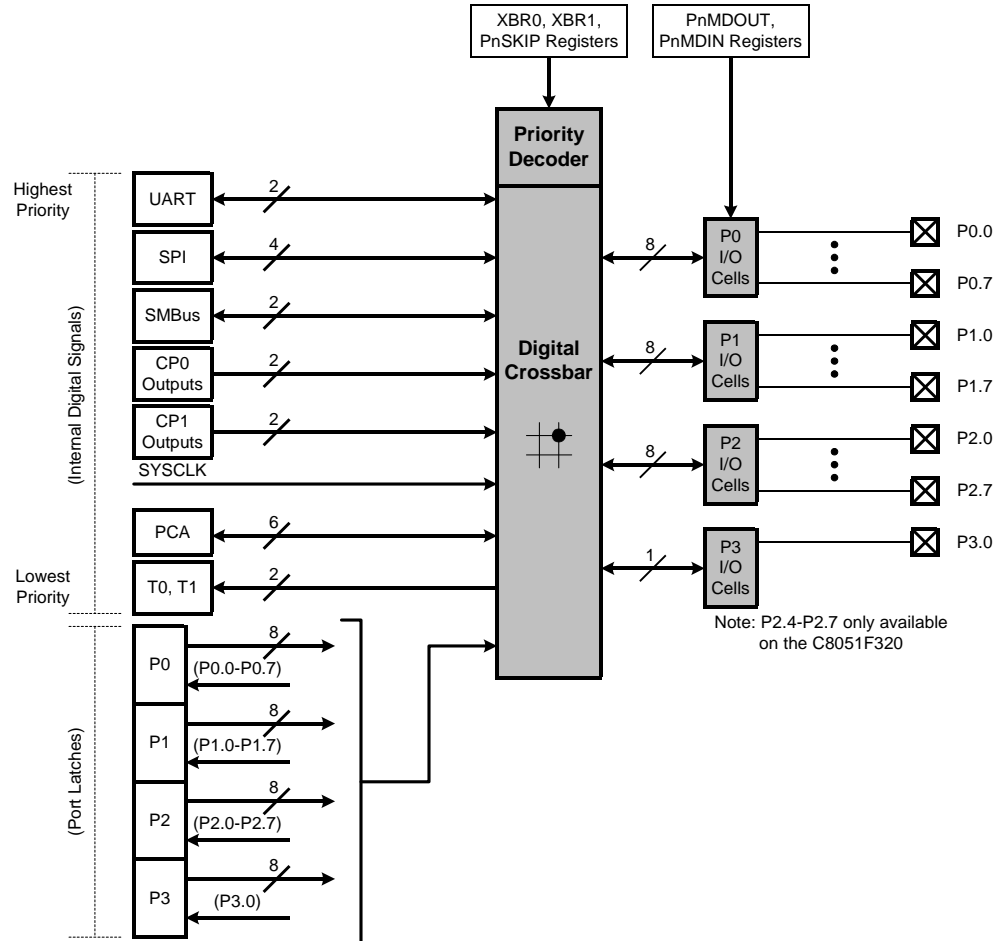 XBR0, XBR1,
PnSKIP Registers
PnMDOUT,
PnMDIN Registers
Priority
Decoder
Highest
Priority
UART
2
SPI
4
SMBus
2
CP0
Outputs
2
CP1
Outputs
2
SYSCLK
PCA
6
Lowest
Priority
T0, T1
2
(Internal Digital Signals)
Digital
Crossbar
8
P0
I/O
Cells
P0.0
P0.7
8
P1
I/O
Cells
P1.0
P1.7
8
P2
I/O
Cells
P2.0
P2.7
1
P3
I/O
Cells
P3.0
Note: P2.4-P2.7 only available
on the C8051F320
(Port Latches)
P0
8
(P0.0-P0.7)
P1
8
(P1.0-P1.7)
P2
8
(P2.0-P2.7)
P3
8
(P3.0)